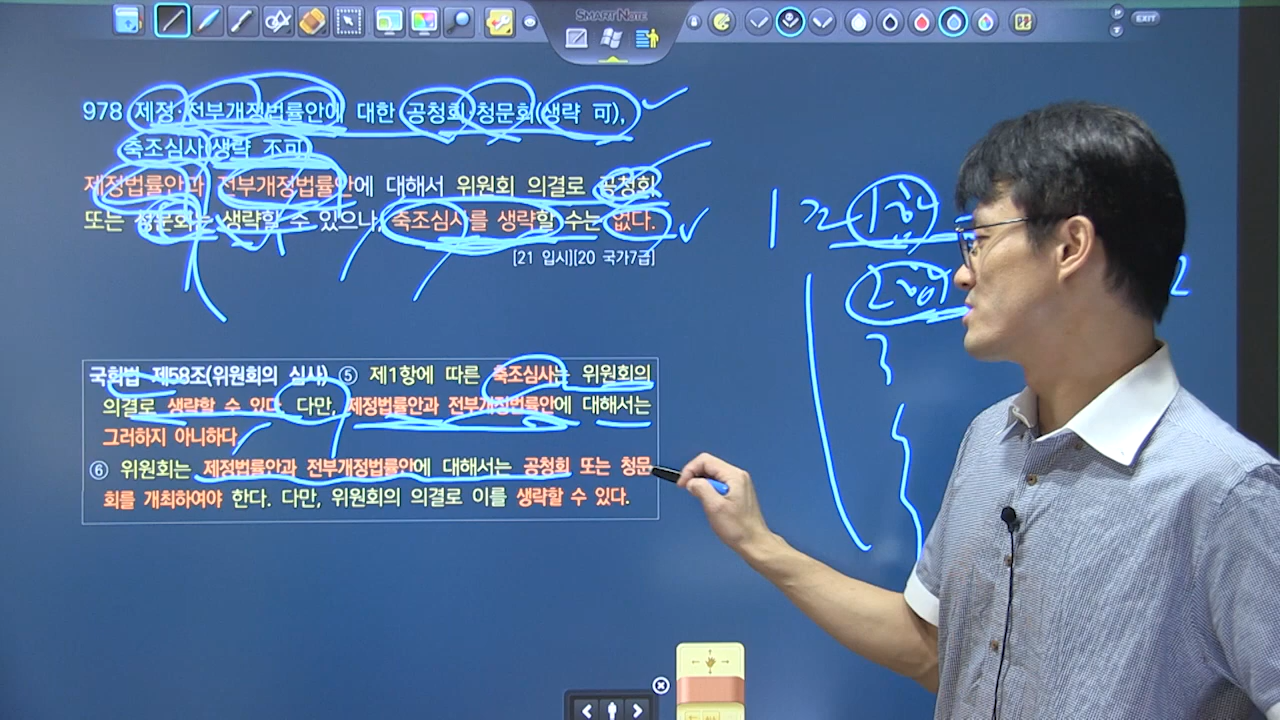 SMART NOTE
EXIT
978 제정·전부개정법률안에 대한 공청회·청문회(생략 可),
축조심사(생략 不可)
제정법률안과 전부개정법률안에 대해서 위원회 의결로 공청회
또는 청문회는 생략할 수 있으나, 축조심사를 생략할 수는 없다.
[21 입시][20 국가7급]
국회법 제58조(위원회의 심사) ⑤ 제1항에 따른 축조심사는 위원회의
의결로 생략할 수 있다. 다만, 제정법률안과 전부개정법률안에 대해서는
그러하지 아니하다.
⑥ 위원회는 제정법률안과 전부개정법률안에 대해서는 공청회 또는 청문
회를 개최하여야 한다. 다만, 위원회의 의결로 이를 생략할 수 있다.
1조 1항
2항
3
2